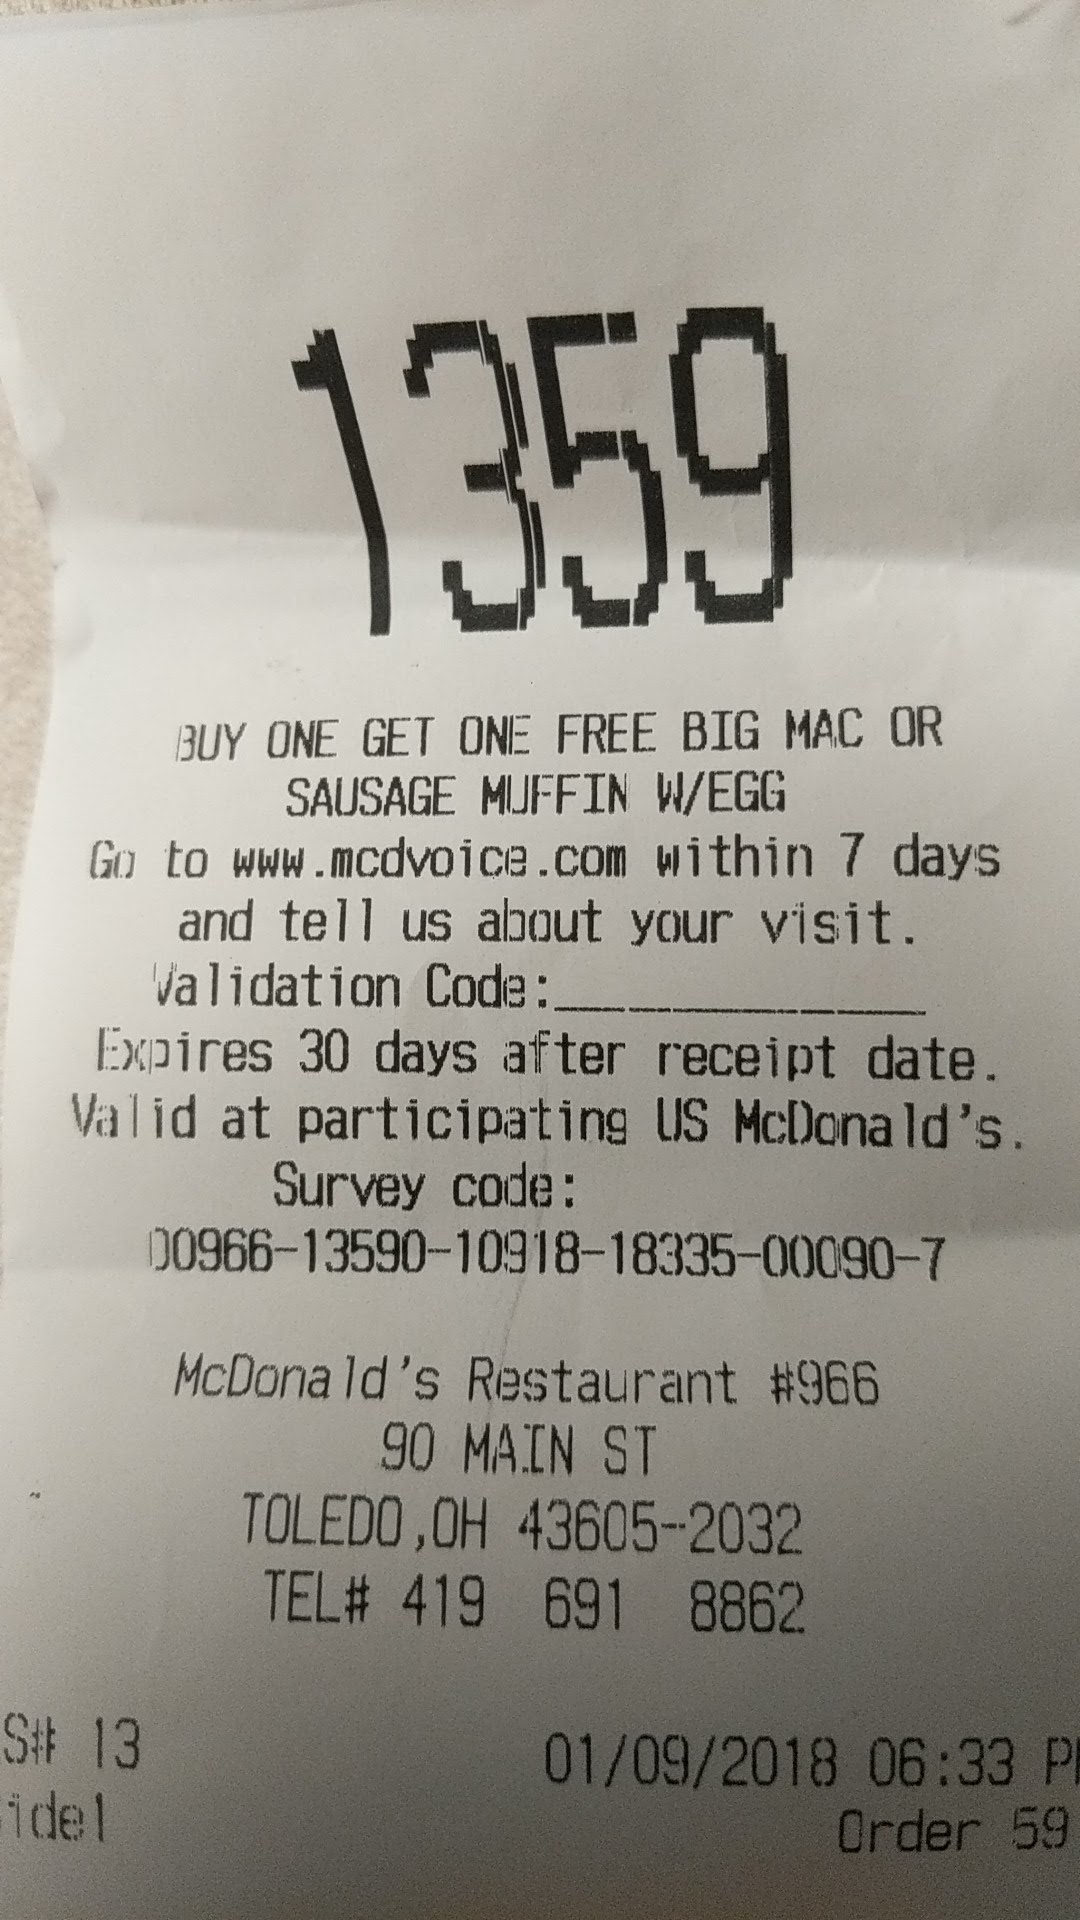 1359
BUY ONE GET ONE FREE BIG MAC OR
SAUSAGE MUFFIN W/EGG
Go to www.mcdvoice.com within 7 days
and tell us about your visit.
Validation Code:____________
Expires 30 days after receipt date.
Valid at participating US McDonald's.
Survey code:
00966-13590-10918-18335-00090-7
McDonald's Restaurant #966
90 MAIN ST
TOLEDO,OH 43605-2032
TEL# 419 691 8862
S# 13 01/09/2018 06:33 P
ide1 Order 59